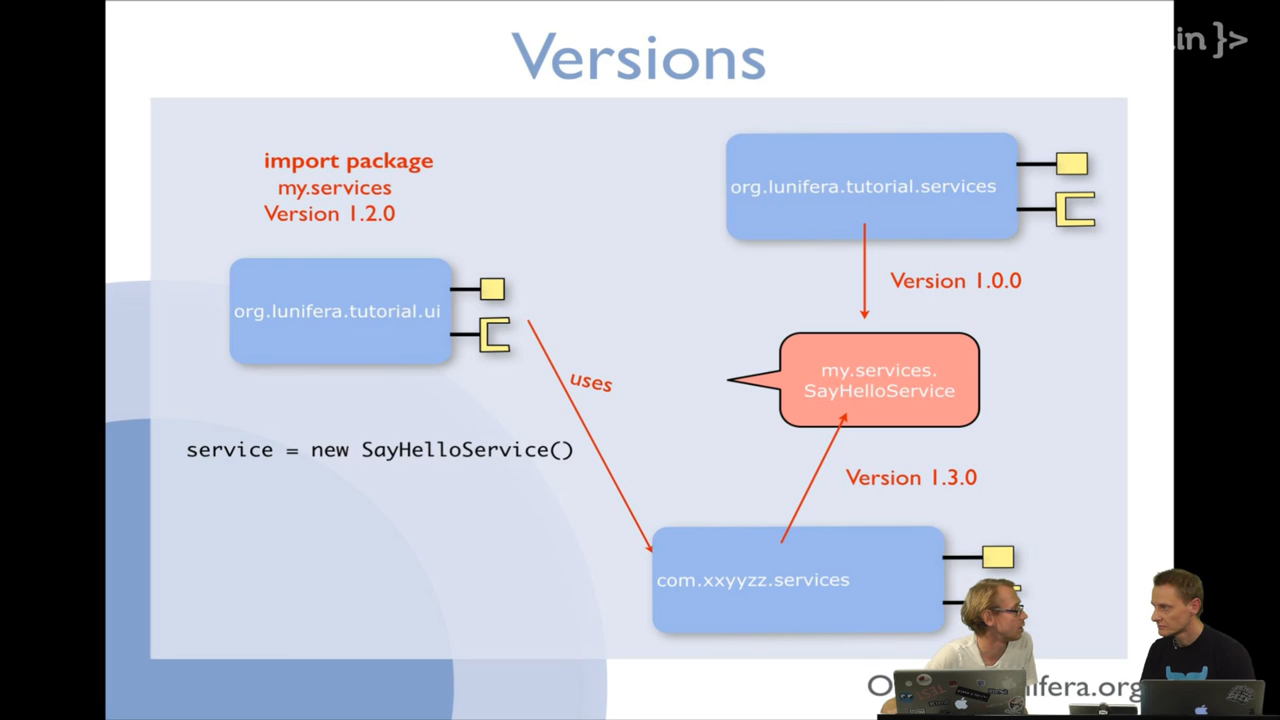 Versions
.in }>
import package
my.services
Version 1.2.0
org.lunifera.tutorial.services
org.lunifera.tutorial.ui
Version 1.0.0
uses
my.services.
SayHelloService
service = new SayHelloService()
Version 1.3.0
com.xxyyzz.services